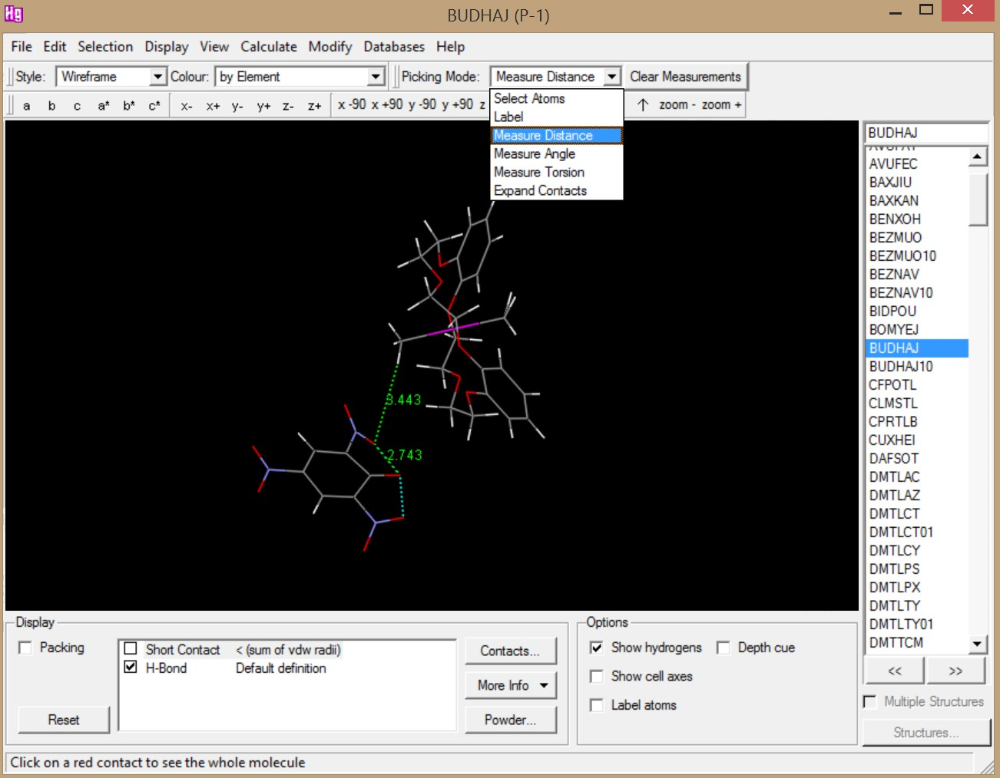 Hg
BUDHAJ (P-1)
File Edit Selection Display View Calculate Modify Databases Help
Style: Wireframe Colour: by Element Picking Mode: Measure Distance Clear Measurements
a b c a* b* c* x- x+ y- y+ z- z+ x -90 x +90 y -90 y +90 z ↑ zoom - zoom +
Select Atoms
Label
Measure Distance
Measure Angle
Measure Torsion
Expand Contacts
3.443
2.743
BUDHAJ
AVUFEC
BAXJIU
BAXKAN
BENXOH
BEZMUO
BEZMUO10
BEZNAV
BEZNAV10
BIDPOU
BOMYEJ
BUDHAJ
BUDHAJ10
CFPOTL
CLMSTL
CPRTLB
CUXHEI
DAFSOT
DMTLAC
DMTLAZ
DMTLCT
DMTLCT01
DMTLCY
DMTLPS
DMTLPX
DMTLTY
DMTLTY01
DMTTCM
<< >>
Multiple Structures
Structures...
Display
Packing
Short Contact < (sum of vdw radii)
H-Bond Default definition
Reset
Contacts...
More Info
Powder...
Options
Show hydrogens Depth cue
Show cell axes
Label atoms
Click on a red contact to see the whole molecule